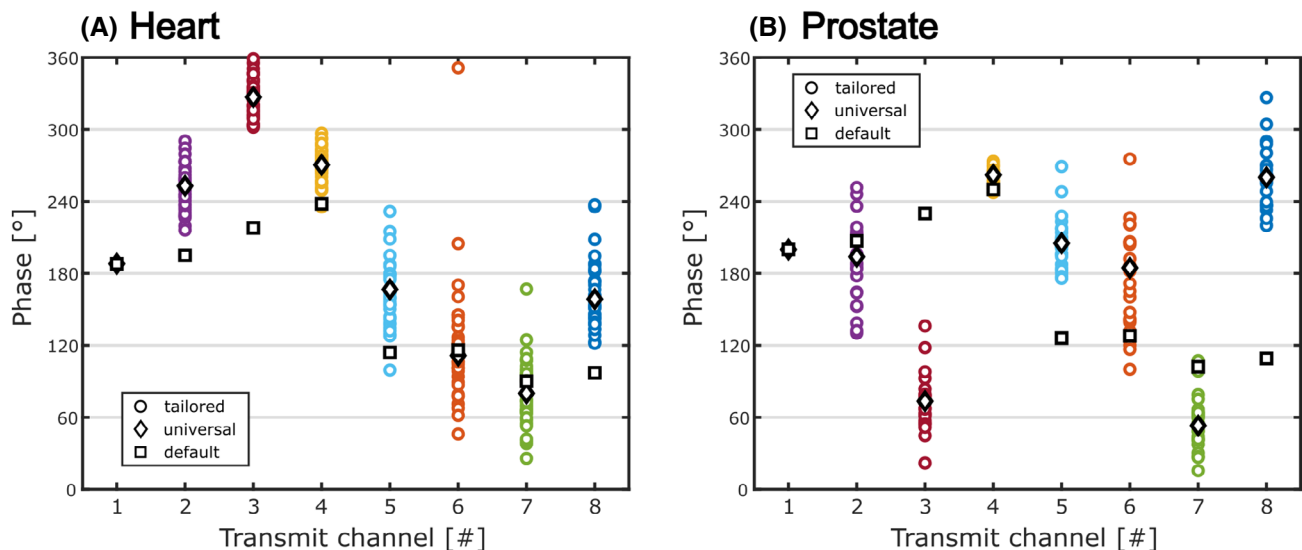 (A) Heart
360
300
240
180
120
60
0
Phase [°]
tailored
universal
default
1 2 3 4 5 6 7 8
Transmit channel [#]
(B) Prostate
360
300
240
180
120
60
0
Phase [°]
tailored
universal
default
1 2 3 4 5 6 7 8
Transmit channel [#]